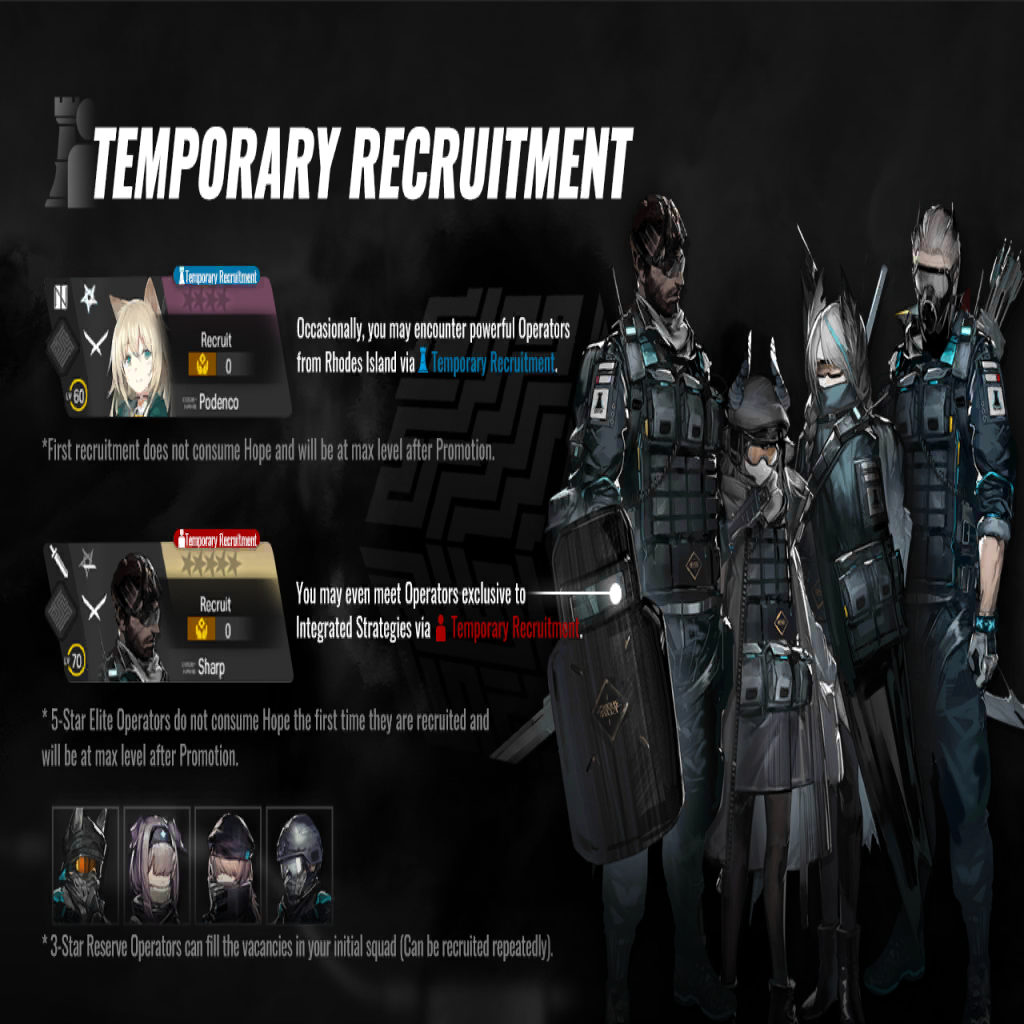 TEMPORARY RECRUITMENT
Temporary Recruitment
Recruit
0
LV 60
Podenco
Occasionally, you may encounter powerful Operators
from Rhodes Island via Temporary Recruitment.
*First recruitment does not consume Hope and will be at max level after Promotion.
Temporary Recruitment
Recruit
0
LV 70
Sharp
You may even meet Operators exclusive to
Integrated Strategies via Temporary Recruitment.
* 5-Star Elite Operators do not consume Hope the first time they are recruited and
will be at max level after Promotion.
* 3-Star Reserve Operators can fill the vacancies in your initial squad (Can be recruited repeatedly).